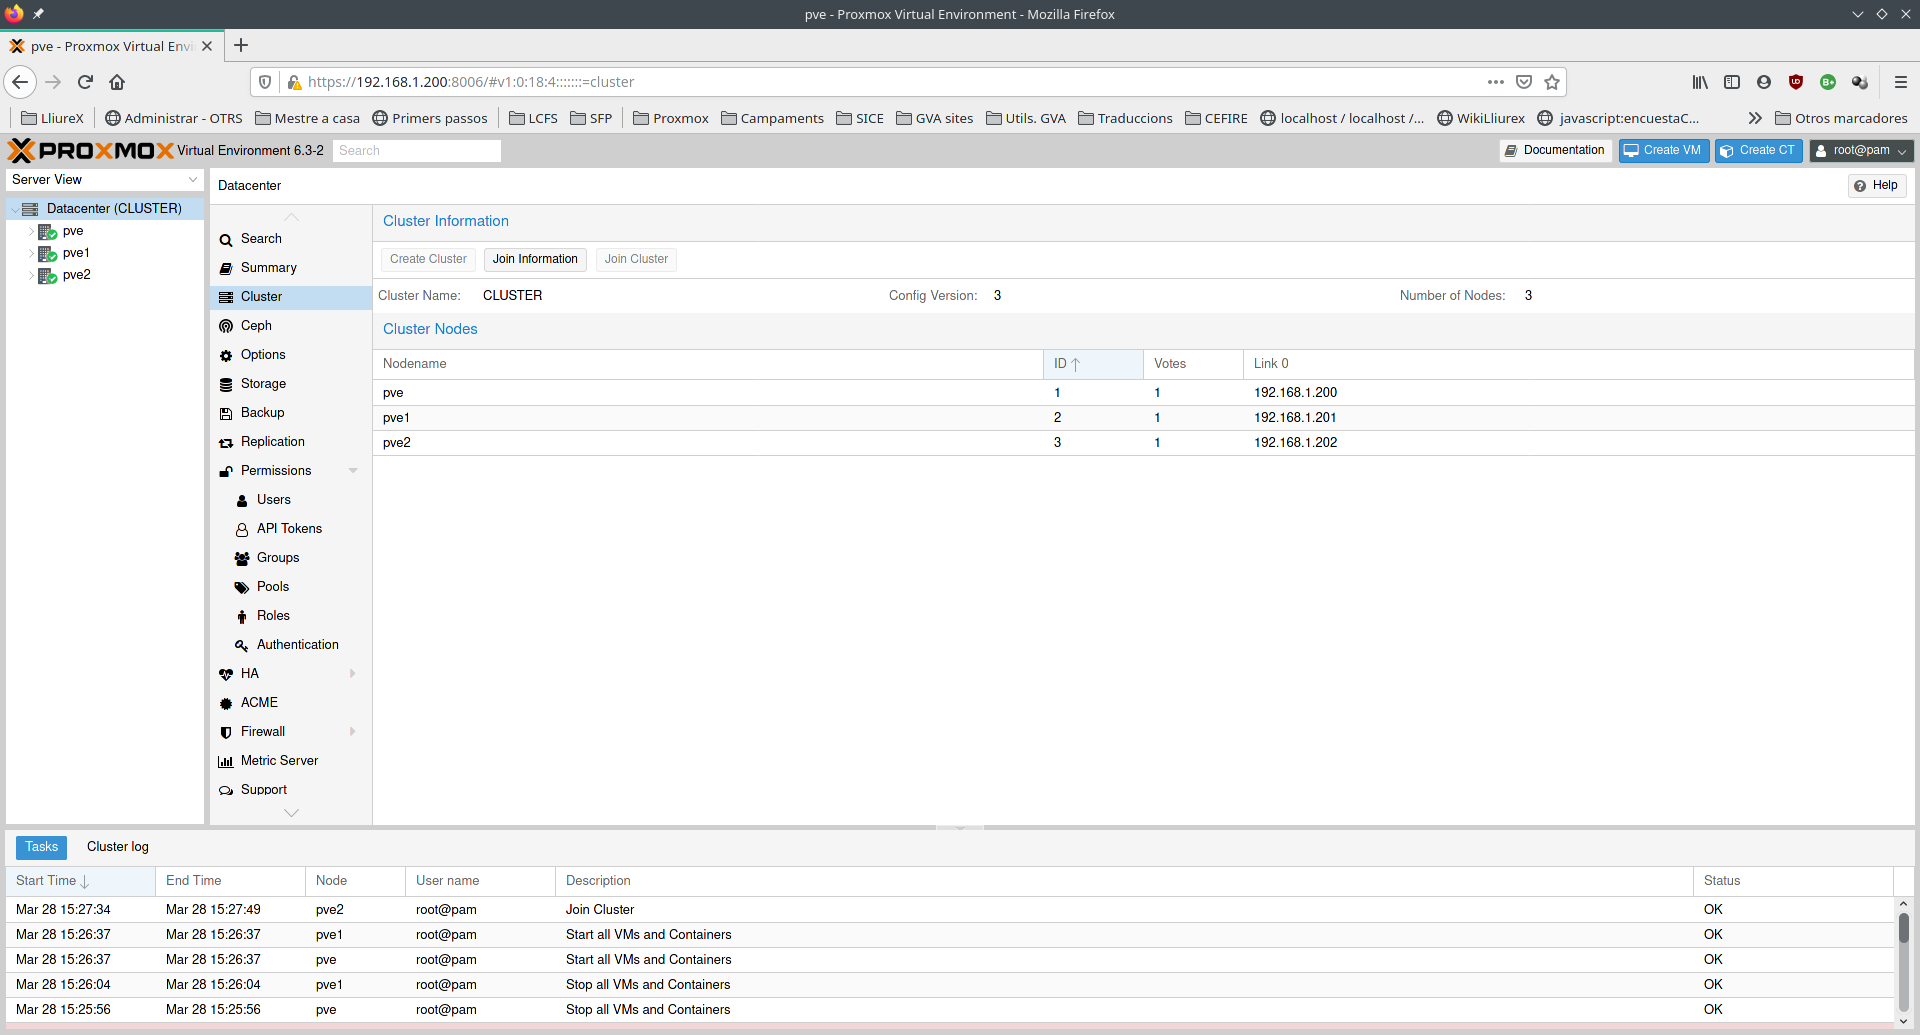 pve - Proxmox Virtual Environment - Mozilla Firefox
pve - Proxmox Virtual Envi
https://192.168.1.200:8006/#v1:0:18:4:::::::=cluster
LliureX Administrar - OTRS Mestre a casa Primers passos LCFS SFP Proxmox Campaments SICE GVA sites Utils. GVA Traduccions CEFIRE localhost / localhost /... WikiLliurex javascript:encuestaC... Otros marcadores
PROXMOX Virtual Environment 6.3-2 Search Documentation Create VM Create CT root@pam
Server View
Datacenter (CLUSTER)
pve
pve1
pve2
Datacenter Help
Search
Summary
Cluster
Ceph
Options
Storage
Backup
Replication
Permissions
Users
API Tokens
Groups
Pools
Roles
Authentication
HA
ACME
Firewall
Metric Server
Support
Cluster Information
Create Cluster Join Information Join Cluster
Cluster Name: CLUSTER Config Version: 3 Number of Nodes: 3
Cluster Nodes
Nodename ID Votes Link 0
pve 1 1 192.168.1.200
pve1 2 1 192.168.1.201
pve2 3 1 192.168.1.202
Tasks Cluster log
Start Time End Time Node User name Description Status
Mar 28 15:27:34 Mar 28 15:27:49 pve2 root@pam Join Cluster OK
Mar 28 15:26:37 Mar 28 15:26:37 pve1 root@pam Start all VMs and Containers OK
Mar 28 15:26:37 Mar 28 15:26:37 pve root@pam Start all VMs and Containers OK
Mar 28 15:26:04 Mar 28 15:26:04 pve1 root@pam Stop all VMs and Containers OK
Mar 28 15:25:56 Mar 28 15:25:56 pve root@pam Stop all VMs and Containers OK